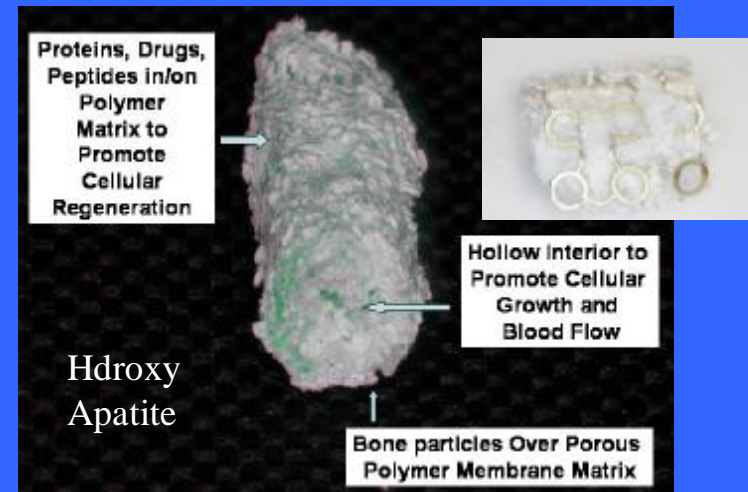 Proteins, Drugs,
Peptides in/on
Polymer
Matrix to
Promote
Cellular
Regeneration
Hollow Interior to
Promote Cellular
Growth and
Blood Flow
Hdroxy
Apatite
Bone particles Over Porous
Polymer Membrane Matrix